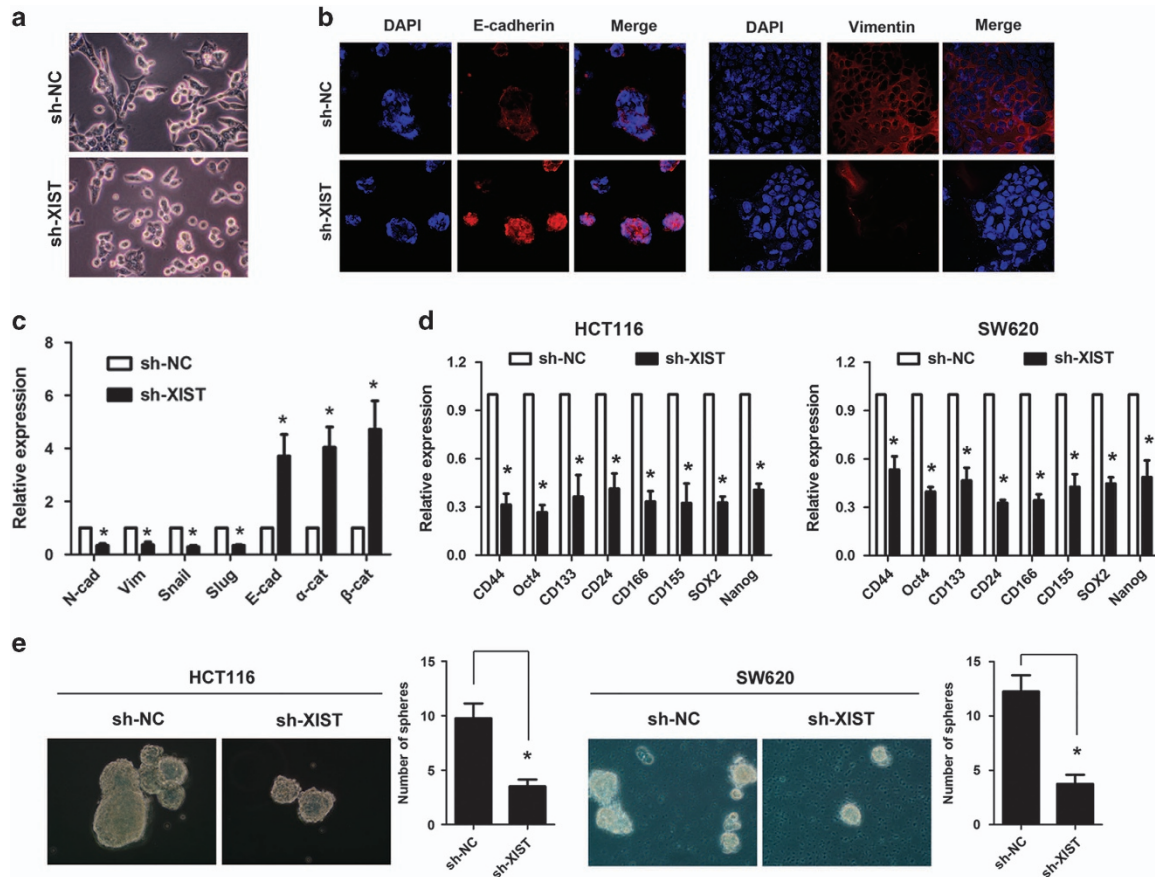 a
sh-NC
sh-XIST
b
DAPI E-cadherin Merge DAPI Vimentin Merge
sh-NC
sh-XIST
c
Relative expression
8
6
4
2
0
sh-NC
sh-XIST
* * * * * * *
N-cad Vim Snail Slug E-cad α-cat β-cat
d
HCT116
sh-NC sh-XIST
Relative expression
1.2
0.9
0.6
0.3
0.0
* * * * * * * *
CD44 Oct4 CD133 CD24 CD166 CD155 SOX2 Nanog
SW620
sh-NC sh-XIST
Relative expression
1.2
0.9
0.6
0.3
0.0
* * * * * * * *
CD44 Oct4 CD133 CD24 CD166 CD155 SOX2 Nanog
e
HCT116
sh-NC sh-XIST
Number of spheres
15
10
5
0
*
sh-NC sh-XIST
SW620
sh-NC sh-XIST
Number of spheres
15
10
5
0
*
sh-NC sh-XIST